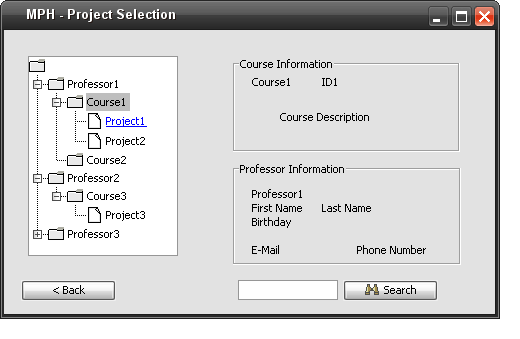 MPH - Project Selection
Professor1
Course1
Project1
Project2
Course2
Professor2
Course3
Project3
Professor3
Course Information
Course1 ID1
Course Description
Professor Information
Professor1
First Name Last Name
Birthday
E-Mail Phone Number
< Back
Search